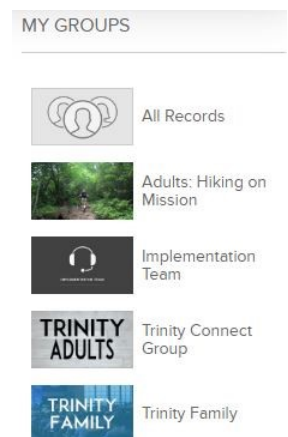 MY GROUPS
All Records
Adults: Hiking on
Mission
Implementation
Team
TRINITY
ADULTS
Trinity Connect
Group
TRINITY
FAMILY
Trinity Family